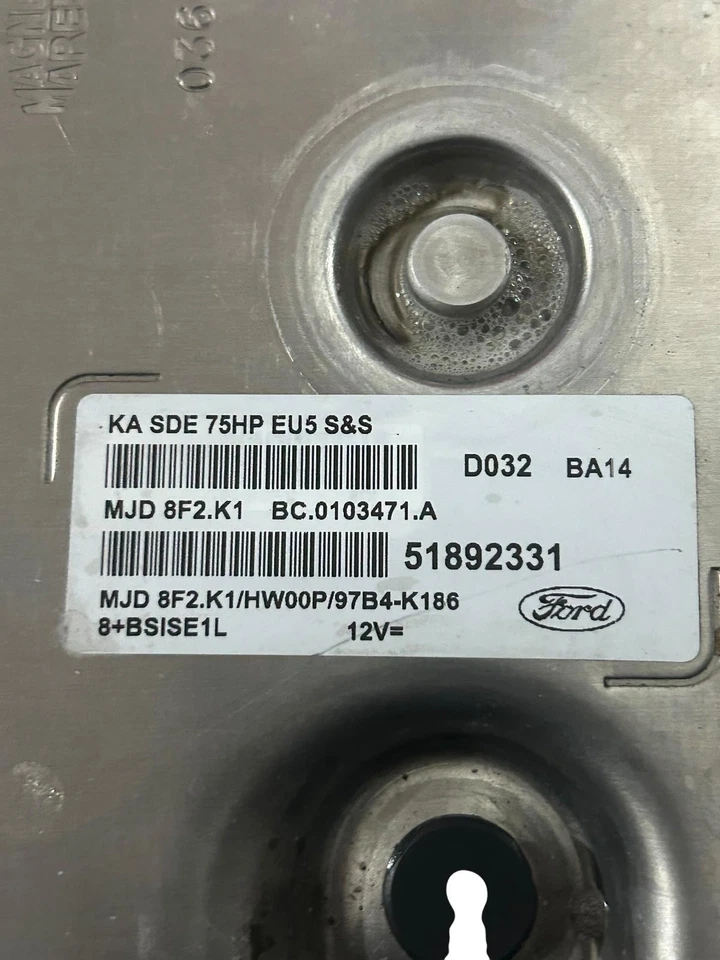 036
KA SDE 75HP EU5 S&S
D032 BA14
MJD 8F2.K1 BC.0103471.A
51892331
MJD 8F2.K1/HW00P/97B4-K186
Ford
8+BSISE1L 12V=